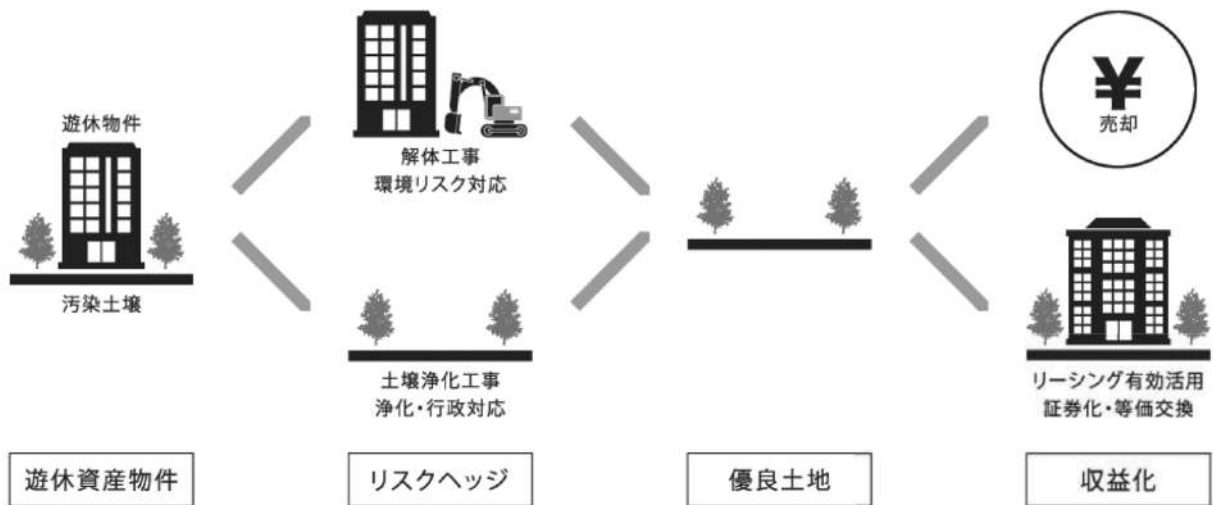 遊休物件
汚染土壌
遊休資産物件
解体工事
環境リスク対応
土壌浄化工事
浄化・行政対応
リスクヘッジ
優良土地
¥
売却
リーシング有効活用
証券化・等価交換
収益化